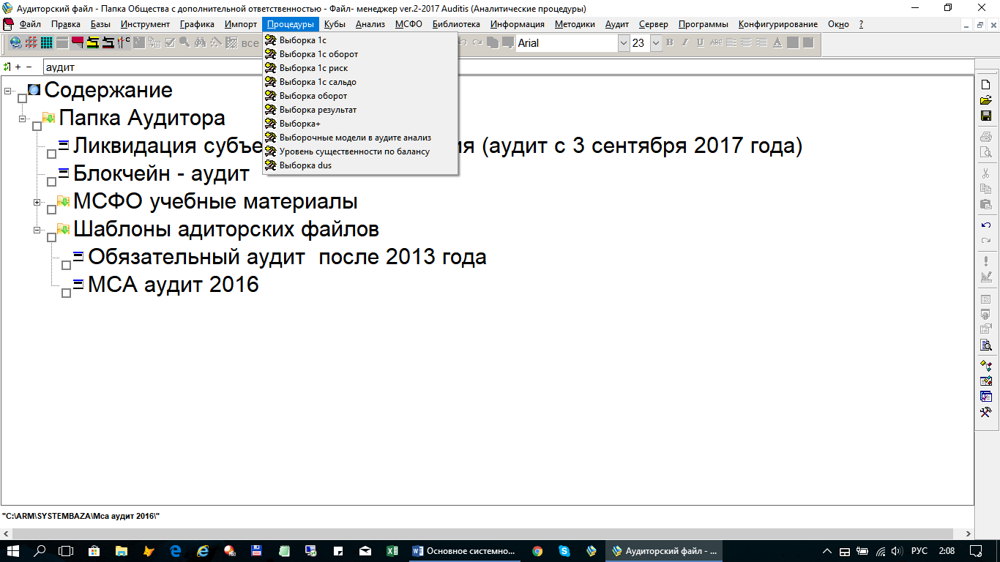 Аудиторский файл - Папка Общества с дополнительной ответственностью - Файл- менеджер ver.2-2017 Auditis (Аналитические процедуры)
Файл Правка Базы Инструмент Графика Импорт Процедуры Кубы Анализ МСФО Библиотека Информация Методики Аудит Сервер Программы Конфигурирование Окно ?
все Arial 23 B I U ABC
+ − аудит
Выборка 1с
Выборка 1с оборот
Выборка 1с риск
Выборка 1с сальдо
Выборка оборот
Выборка результат
Выборка+
Выборочные модели в аудите анализ
Уровень существенности по балансу
Выборка dus
Содержание
Папка Аудитора
Ликвидация субъе ия (аудит с 3 сентября 2017 года)
Блокчейн - аудит
МСФО учебные материалы
Шаблоны адиторских файлов
Обязательный аудит после 2013 года
МСА аудит 2016
"C:\ARM\SYSTEMBAZA\Мса аудит 2016\"
Основное системно... Аудиторский файл - ... РУС 2:08